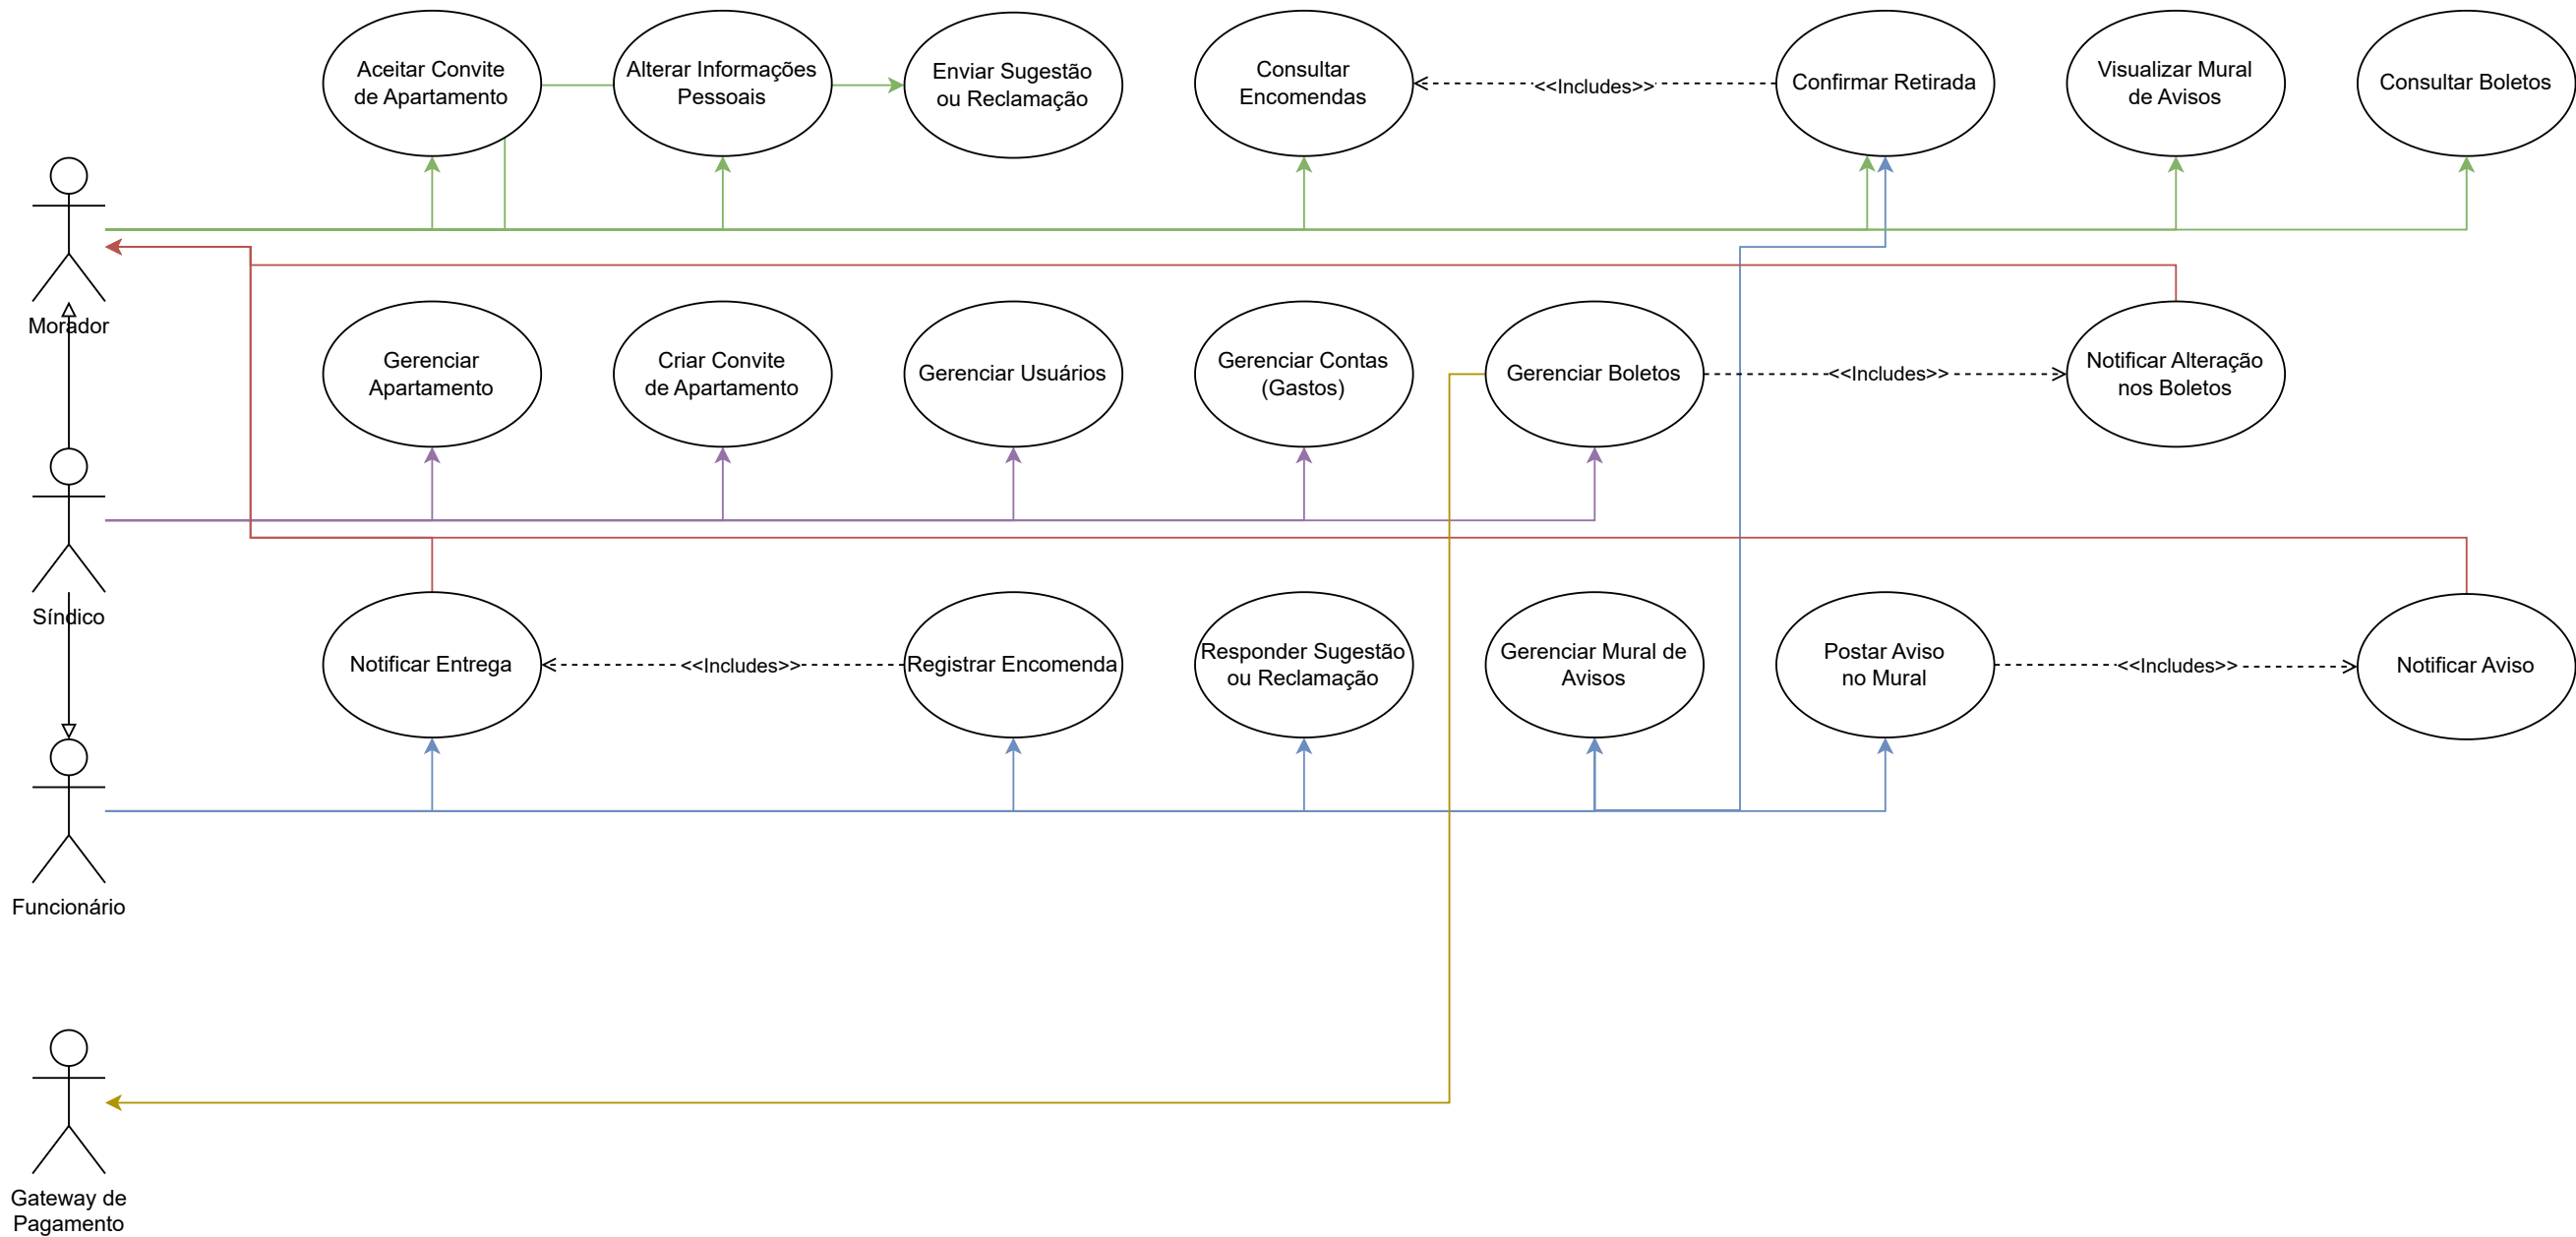 Aceitar Convite
de Apartamento
Alterar Informações
Pessoais
Enviar Sugestão
ou Reclamação
Consultar
Encomendas
<<Includes>>
Confirmar Retirada
Visualizar Mural
de Avisos
Consultar Boletos
Morador
Gerenciar
Apartamento
Criar Convite
de Apartamento
Gerenciar Usuários
Gerenciar Contas
(Gastos)
Gerenciar Boletos
<<Includes>>
Notificar Alteração
nos Boletos
Síndico
Notificar Entrega
<<Includes>>
Registrar Encomenda
Responder Sugestão
ou Reclamação
Gerenciar Mural de
Avisos
Postar Aviso
no Mural
<<Includes>>
Notificar Aviso
Funcionário
Gateway de
Pagamento